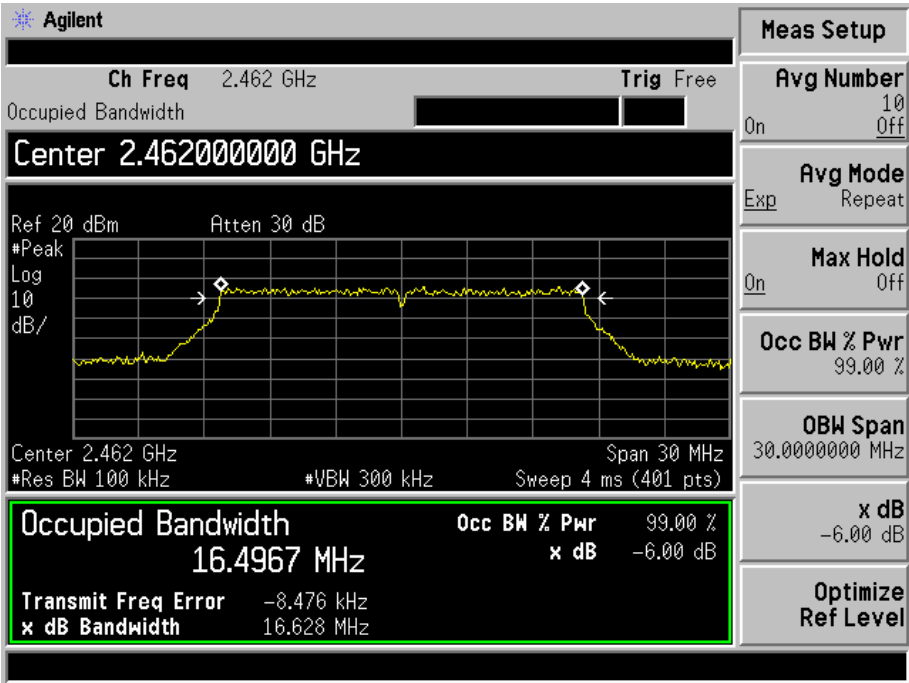 Agilent
Meas Setup
Ch Freq 2.462 GHz Trig Free
Occupied Bandwidth
Center 2.462000000 GHz
Ref 20 dBm Atten 30 dB
#Peak
Log
10
dB/
Center 2.462 GHz Span 30 MHz
#Res BW 100 kHz #VBW 300 kHz Sweep 4 ms (401 pts)
Occupied Bandwidth
16.4967 MHz
Occ BW % Pwr 99.00 %
x dB -6.00 dB
Transmit Freq Error -8.476 kHz
x dB Bandwidth 16.628 MHz
Avg Number
10
On Off
Avg Mode
Exp Repeat
Max Hold
On Off
Occ BW % Pwr
99.00 %
OBW Span
30.0000000 MHz
x dB
-6.00 dB
Optimize
Ref Level